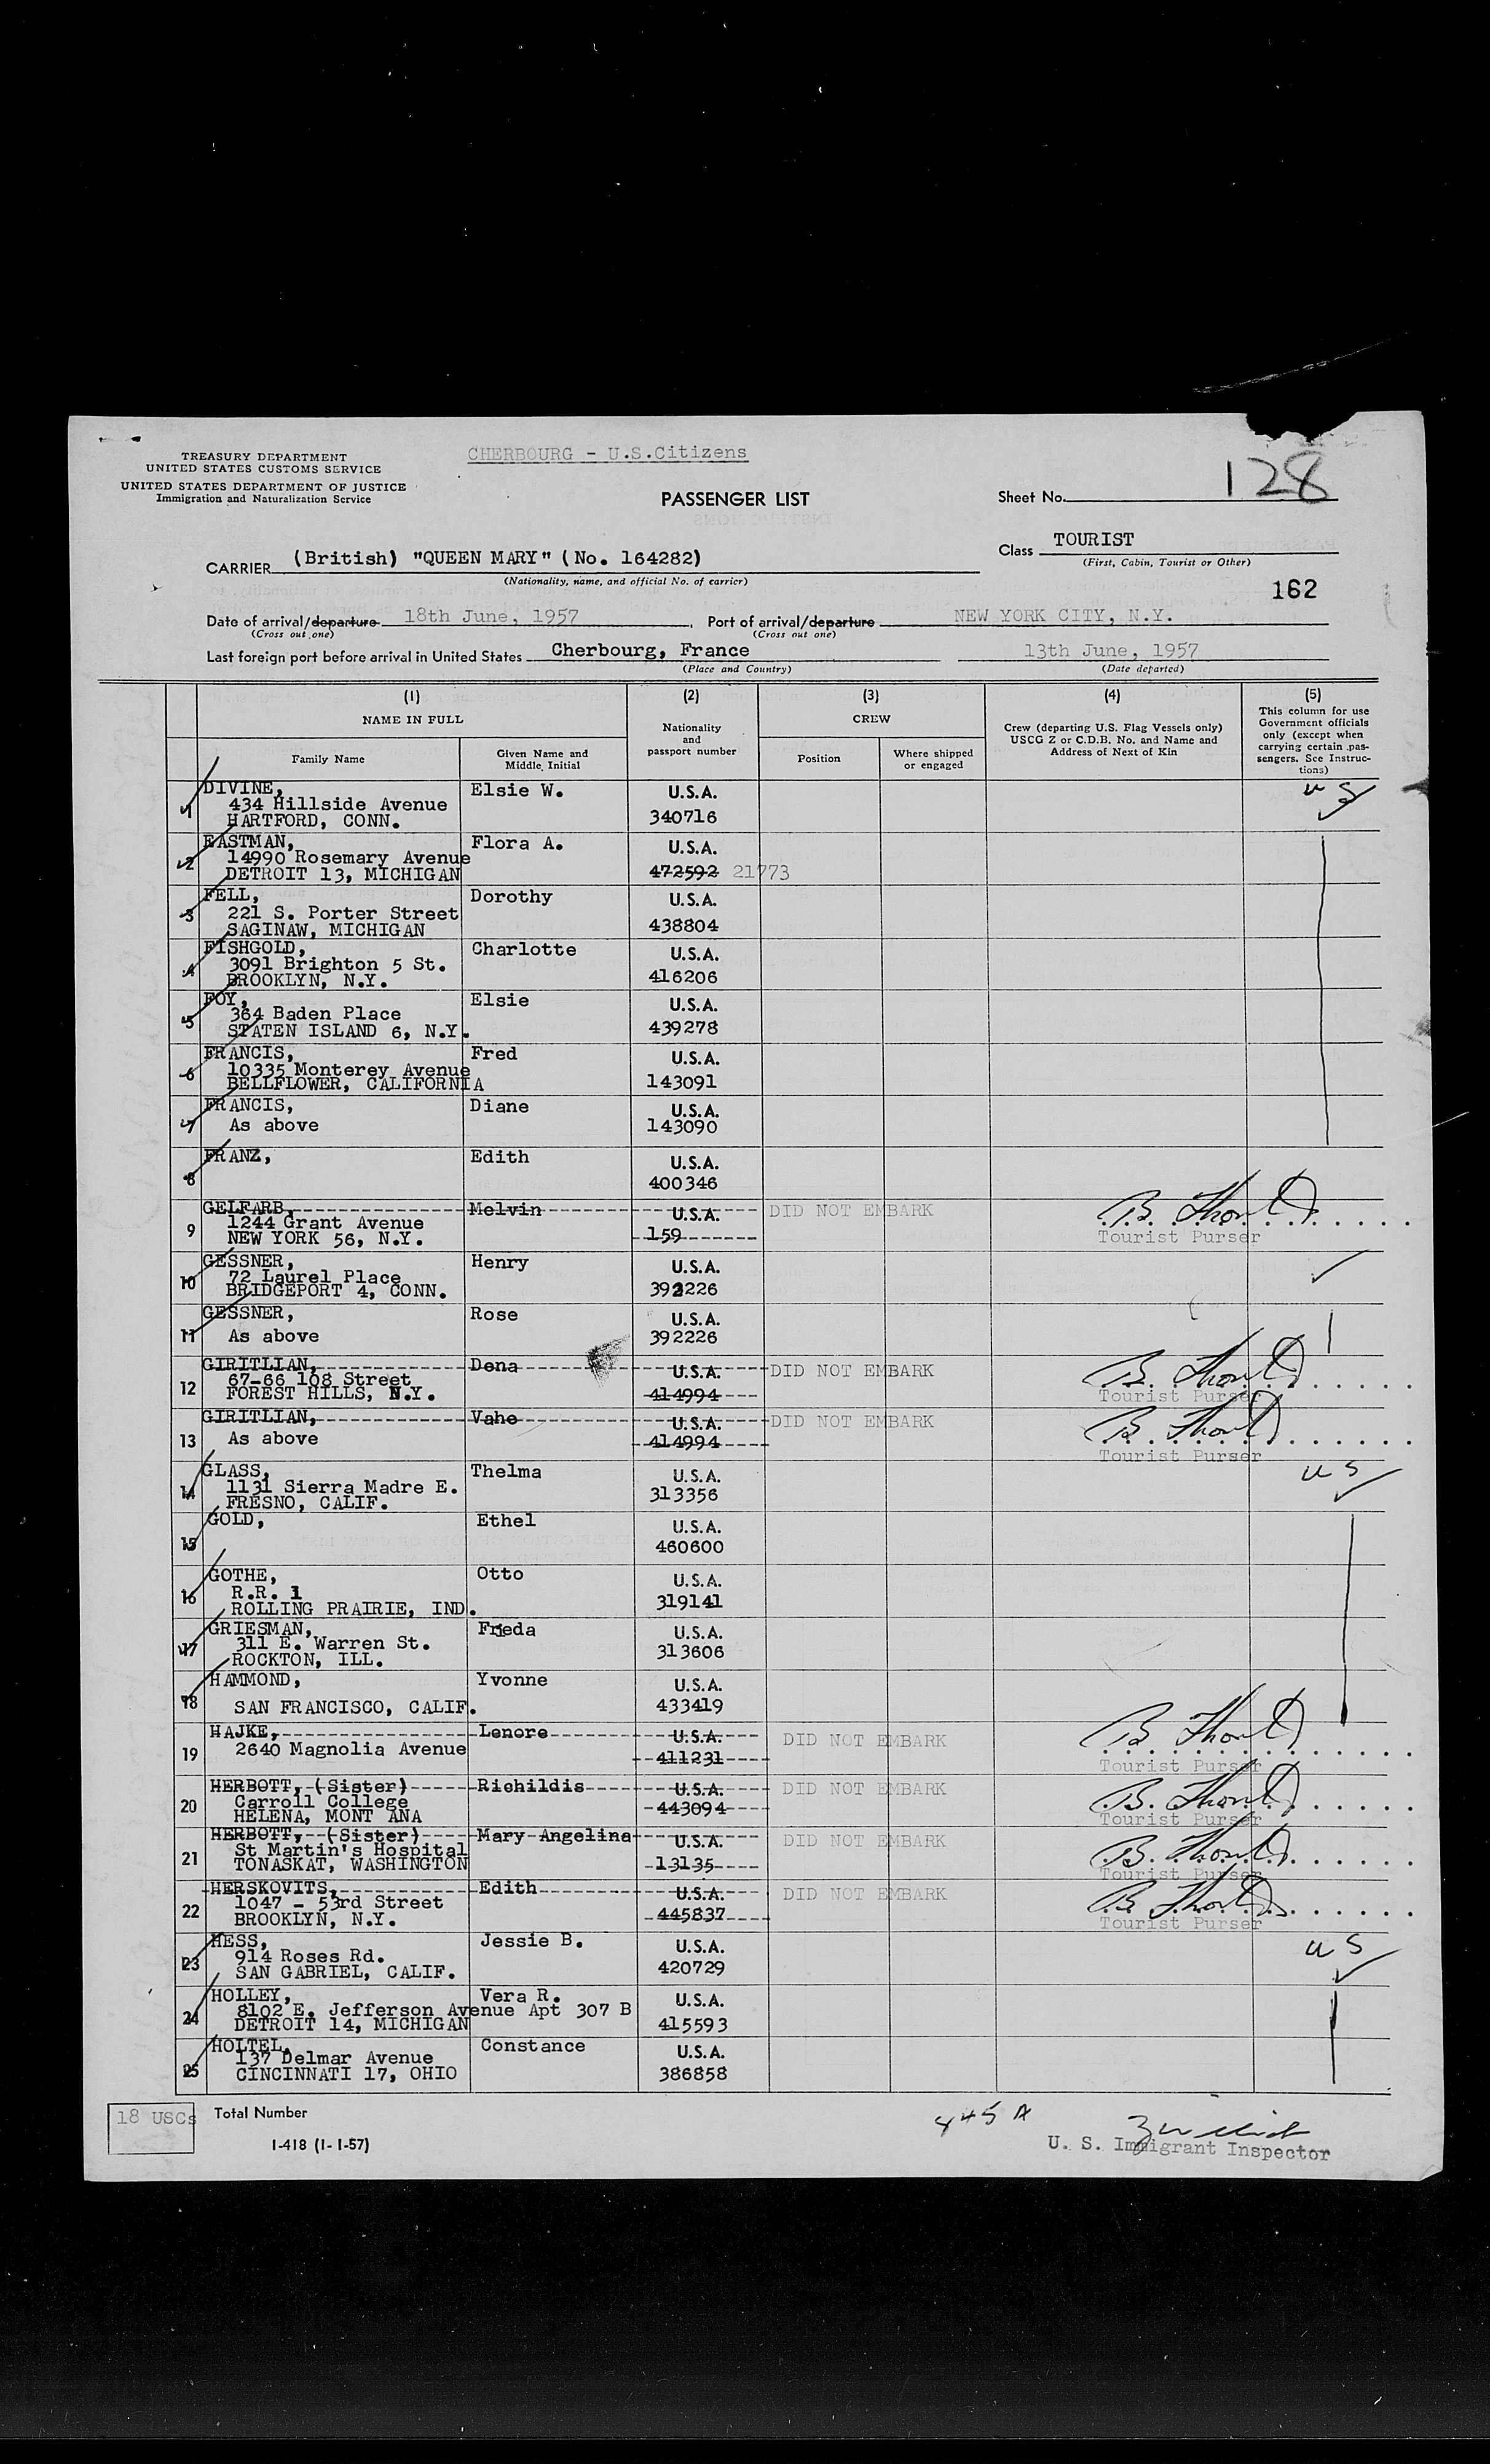 CHERBOURG - U.S.Citizens
TREASURY DEPARTMENT
UNITED STATES CUSTOMS SERVICE
UNITED STATES DEPARTMENT OF JUSTICE
Immigration and Naturalization Service
PASSENGER LIST
Sheet No. 128
CARRIER (British) "QUEEN MARY" (No. 164282)
(Nationality, name, and official No. of carrier)
Class TOURIST
(First, Cabin, Tourist or Other)
162
Date of arrival/departure 18th June, 1957, Port of arrival/departure NEW YORK CITY, N.Y.
(Cross out one) (Cross out one)
Last foreign port before arrival in United States Cherbourg, France 13th June, 1957
(Place and Country) (Date departed)
(1) (2) (3) (4) (5)
NAME IN FULL
Family Name
Given Name and Middle Initial
Nationality and passport number
CREW
Position
Where shipped or engaged
Crew (departing U.S. Flag Vessels only) USCG Z or C.D.B. No. and Name and Address of Next of Kin
This column for use Government officials only (except when carrying certain pas-sengers. See Instruc-tions)
1 DIVINE, Elsie W. U.S.A. us
434 Hillside Avenue
HARTFORD, CONN. 340716
2 EASTMAN, Flora A. U.S.A.
14990 Rosemary Avenue
DETROIT 13, MICHIGAN 472592 21773
3 FELL, Dorothy U.S.A.
221 S. Porter Street
SAGINAW, MICHIGAN 438804
4 FISHGOLD, Charlotte U.S.A.
3091 Brighton 5 St.
BROOKLYN, N.Y. 416206
5 FOY, Elsie U.S.A.
364 Baden Place
STATEN ISLAND 6, N.Y. 439278
6 FRANCIS, Fred U.S.A.
10335 Monterey Avenue
BELLFLOWER, CALIFORNIA 143091
7 FRANCIS, Diane U.S.A.
As above 143090
8 FRANZ, Edith U.S.A.
400346
9 GELFARB, Melvin U.S.A. DID NOT EMBARK
1244 Grant Avenue
NEW YORK 56, N.Y. 159 Tourist Purser
10 GESSNER, Henry U.S.A.
72 Laurel Place
BRIDGEPORT 4, CONN. 392226
11 GESSNER, Rose U.S.A.
As above 392226
12 GIRITLIAN, Dena U.S.A. DID NOT EMBARK
67-66 108 Street
FOREST HILLS, N.Y. 414994 Tourist Purser
13 GIRITLIAN, Vahe U.S.A. DID NOT EMBARK
As above 414994 Tourist Purser
14 GLASS, Thelma U.S.A. us
1131 Sierra Madre E.
FRESNO, CALIF. 313356
15 GOLD, Ethel U.S.A.
460600
16 GOTHE, Otto U.S.A.
R.R. 1
ROLLING PRAIRIE, IND. 319141
17 GRIESMAN, Frieda U.S.A.
311 E. Warren St.
ROCKTON, ILL. 313606
18 HAMMOND, Yvonne U.S.A.
SAN FRANCISCO, CALIF. 433419
19 HAJKE, Lenore U.S.A. DID NOT EMBARK
2640 Magnolia Avenue 411231 Tourist Purser
20 HERBOTT, (Sister) Richildis U.S.A. DID NOT EMBARK
Carroll College
HELENA, MONT ANA 443094 Tourist Purser
21 HERBOTT, (Sister) Mary Angelina U.S.A. DID NOT EMBARK
St Martin's Hospital
TONASKAT, WASHINGTON 13135 Tourist Purser
22 HERSKOVITS, Edith U.S.A. DID NOT EMBARK
1047 - 53rd Street
BROOKLYN, N.Y. 445837 Tourist Purser
23 HESS, Jessie B. U.S.A. us
914 Roses Rd.
SAN GABRIEL, CALIF. 420729
24 HOLLEY, Vera R. U.S.A.
8102 E. Jefferson Avenue Apt 307 B
DETROIT 14, MICHIGAN 415593
25 HOLTEL, Constance U.S.A.
137 Delmar Avenue
CINCINNATI 17, OHIO 386858
18 USCs Total Number
I-418 (1-1-57)
U. S. Immigrant Inspector